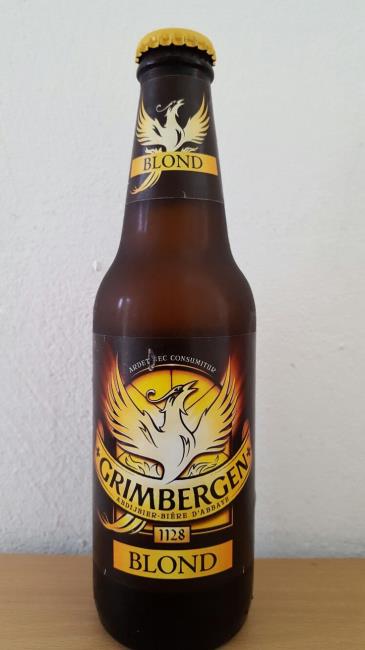 BLOND
ARDET NEC CONSUMITUR
GRIMBERGEN
ABDIJBIER-BIÈRE D'ABBAYE
1128
BLOND